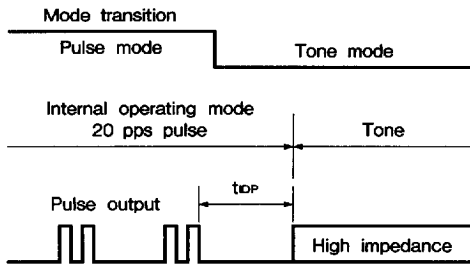 Mode transition
Pulse mode
Tone mode
Internal operating mode
20 pps pulse
Tone
Pulse output
tIDP
High impedance